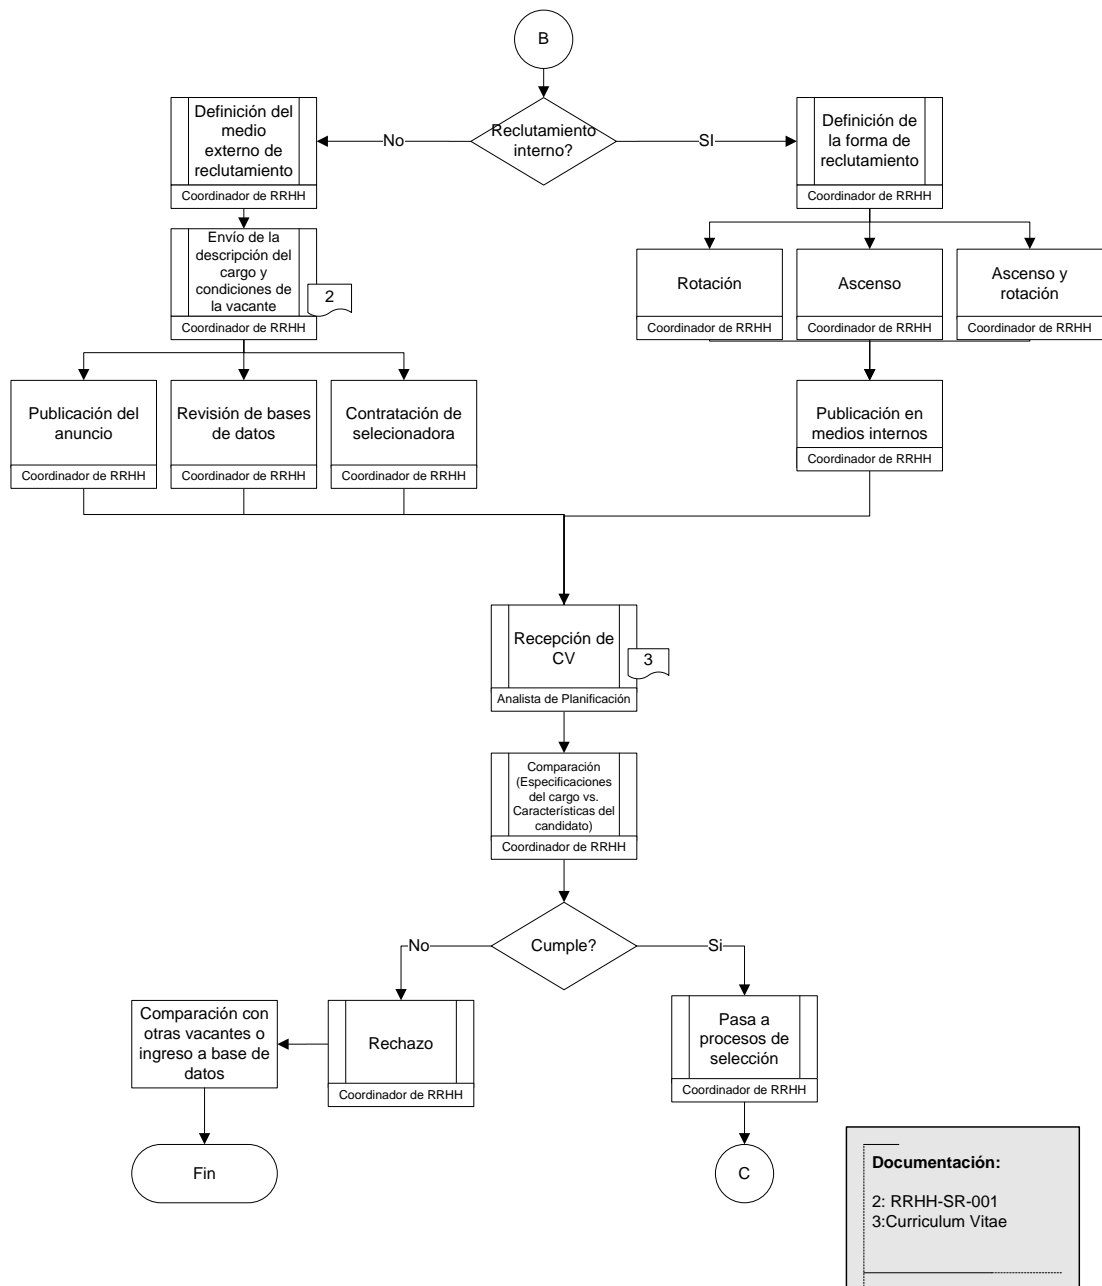 B
Reclutamiento
interno?
No
SI
Definición del
medio
externo de
reclutamiento
Coordinador de RRHH
Definición de
la forma de
reclutamiento
Coordinador de RRHH
Envío de la
descripción del
cargo y
condiciones de
la vacante
Coordinador de RRHH
2
Rotación
Coordinador de RRHH
Ascenso
Coordinador de RRHH
Ascenso y
rotación
Coordinador de RRHH
Publicación del
anuncio
Coordinador de RRHH
Revisión de bases
de datos
Coordinador de RRHH
Contratación de
selecionadora
Coordinador de RRHH
Publicación en
medios internos
Coordinador de RRHH
Recepción de
CV
Analista de Planificación
3
Comparación
(Especificaciones
del cargo vs.
Características del
candidato)
Coordinador de RRHH
Cumple?
No
Si
Comparación con
otras vacantes o
ingreso a base de
datos
Rechazo
Coordinador de RRHH
Pasa a
procesos de
selección
Coordinador de RRHH
Fin
C
Documentación:
2: RRHH-SR-001
3:Curriculum Vitae